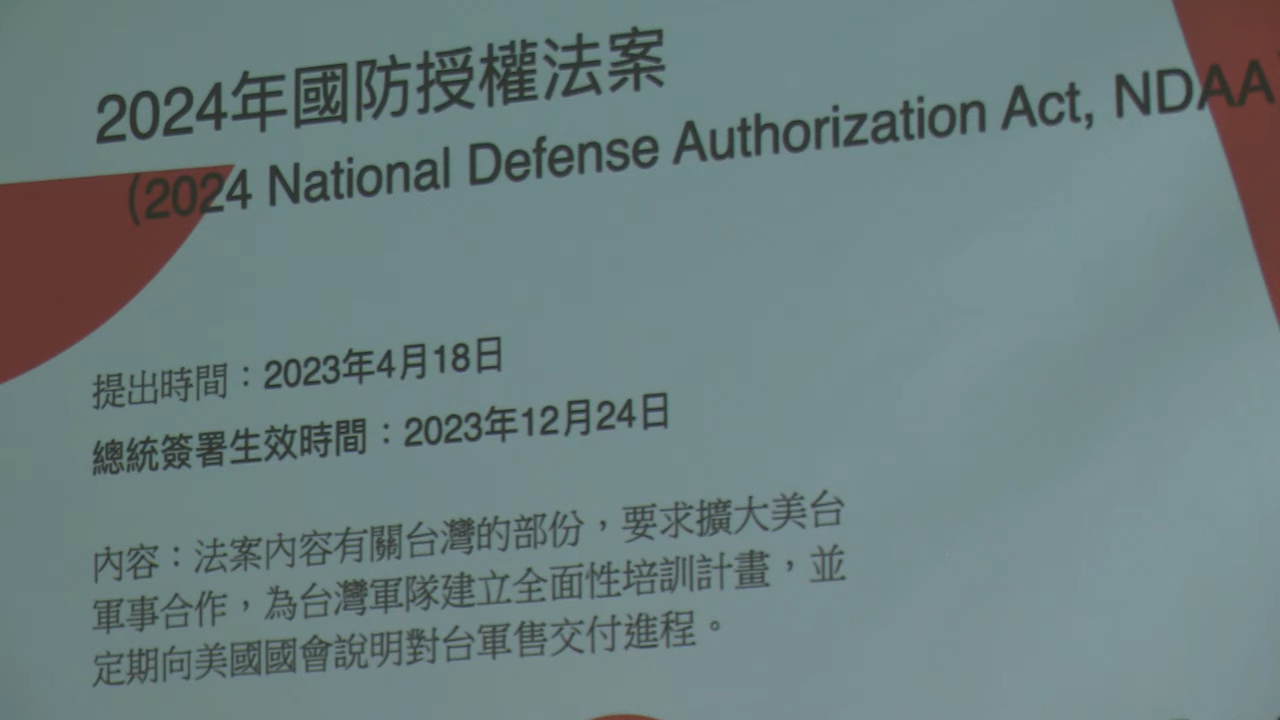 2024年國防授權法案
(2024 National Defense Authorization Act, NDAA
提出時間：2023年4月18日
總統簽署生效時間：2023年12月24日
內容：法案內容有關台灣的部份，要求擴大美台
軍事合作，為台灣軍隊建立全面性培訓計畫，並
定期向美國國會說明對台軍售交付進程。